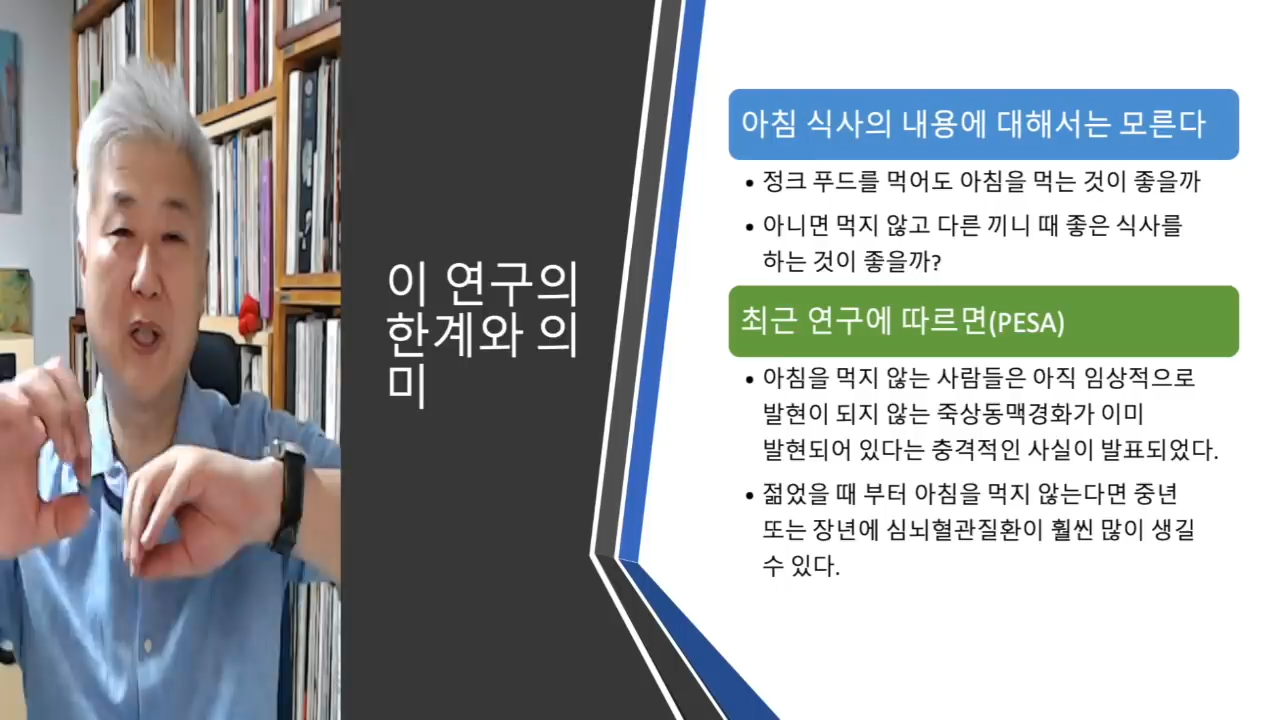 이 연구의
한계와 의
미
아침 식사의 내용에 대해서는 모른다
• 정크 푸드를 먹어도 아침을 먹는 것이 좋을까
• 아니면 먹지 않고 다른 끼니 때 좋은 식사를
하는 것이 좋을까?
최근 연구에 따르면(PESA)
• 아침을 먹지 않는 사람들은 아직 임상적으로
발현이 되지 않는 죽상동맥경화가 이미
발현되어 있다는 충격적인 사실이 발표되었다.
• 젊었을 때 부터 아침을 먹지 않는다면 중년
또는 장년에 심뇌혈관질환이 훨씬 많이 생길
수 있다.